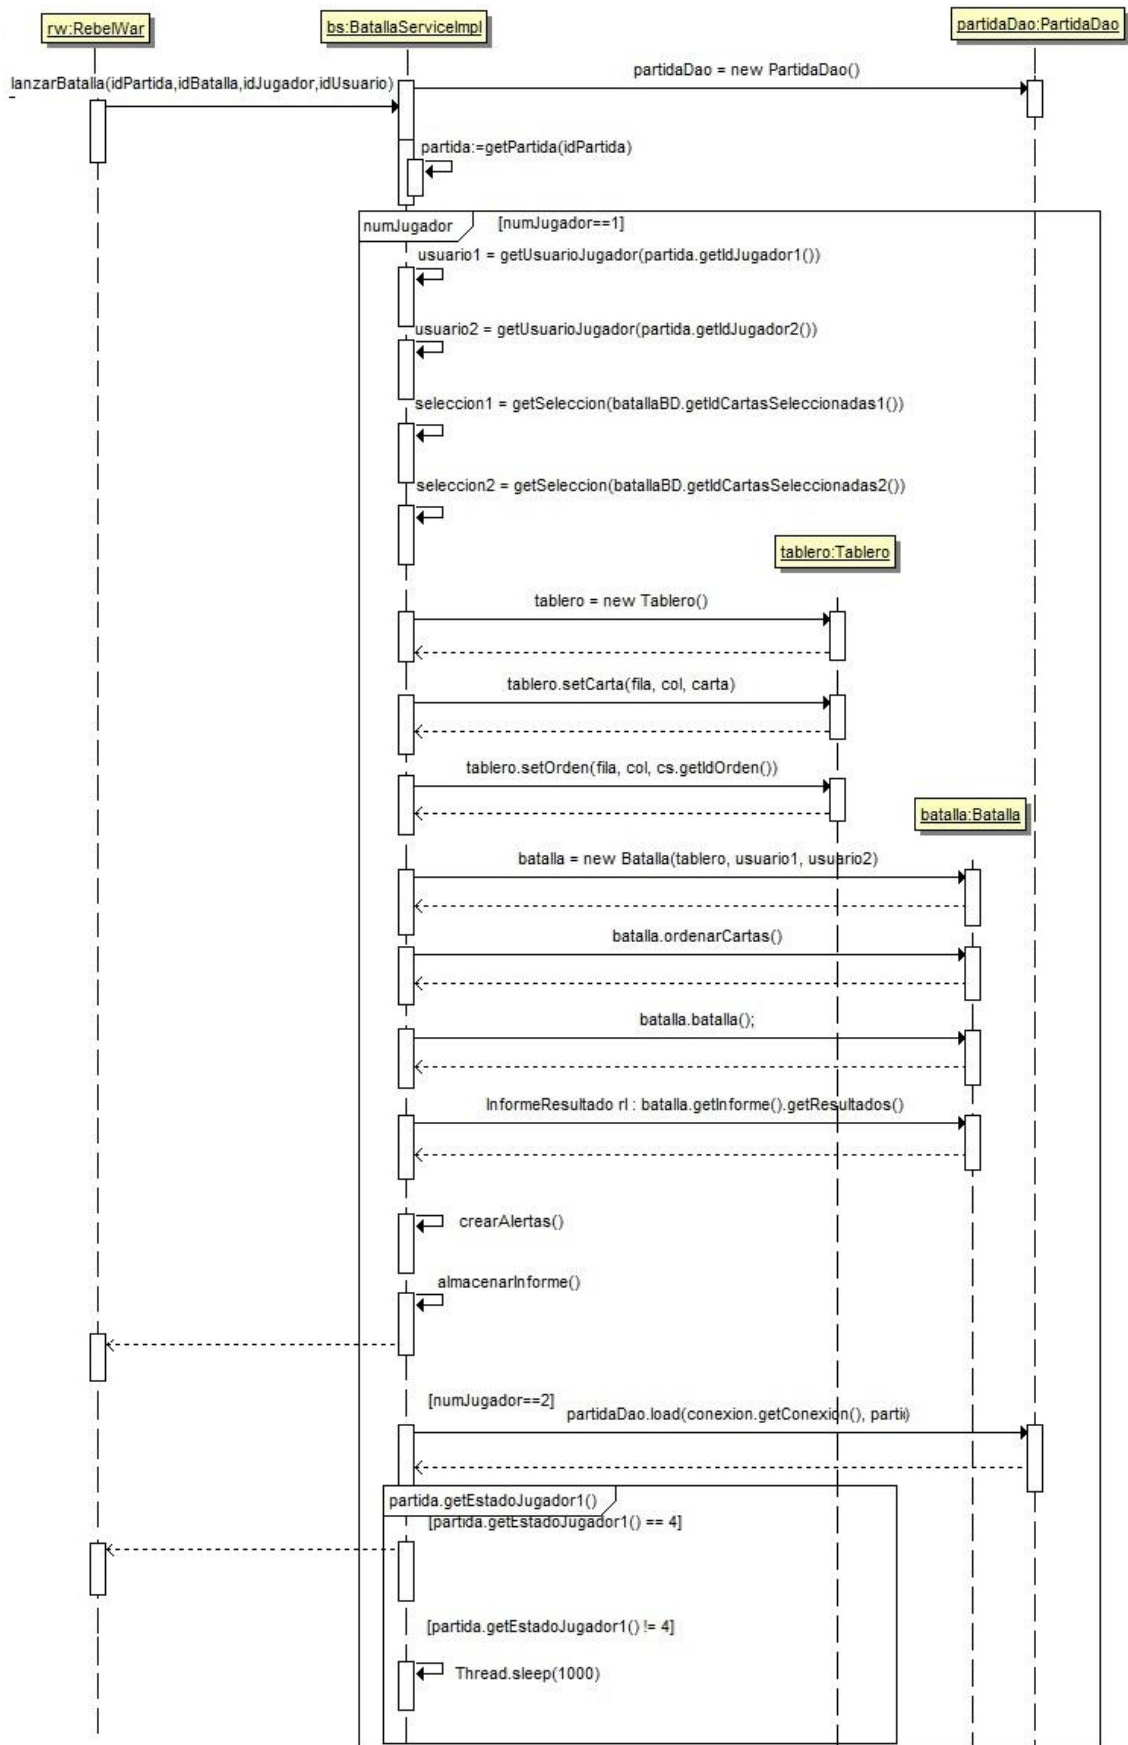 rw:RebelWar
bs:BatallaServiceImpl
partidaDao:PartidaDao
partidaDao = new PartidaDao()
lanzarBatalla(idPartida,idBatalla,idJugador,idUsuario)
partida:=getPartida(idPartida)
numJugador
[numJugador==1]
usuario1 = getUsuarioJugador(partida.getIdJugador1())
usuario2 = getUsuarioJugador(partida.getIdJugador2())
seleccion1 = getSeleccion(batallaBD.getIdCartasSeleccionadas1())
seleccion2 = getSeleccion(batallaBD.getIdCartasSeleccionadas2())
tablero:Tablero
tablero = new Tablero()
tablero.setCarta(fila, col, carta)
tablero.setOrden(fila, col, cs.getIdOrden())
batalla:Batalla
batalla = new Batalla(tablero, usuario1, usuario2)
batalla.ordenarCartas()
batalla.batalla();
InformeResultado rI : batalla.getInforme().getResultados()
crearAlertas()
almacenarInforme()
[numJugador==2]
partidaDao.load(conexion.getConexion(), parti
partida.getEstadoJugador1()
[partida.getEstadoJugador1() == 4]
[partida.getEstadoJugador1() != 4]
Thread.sleep(1000)